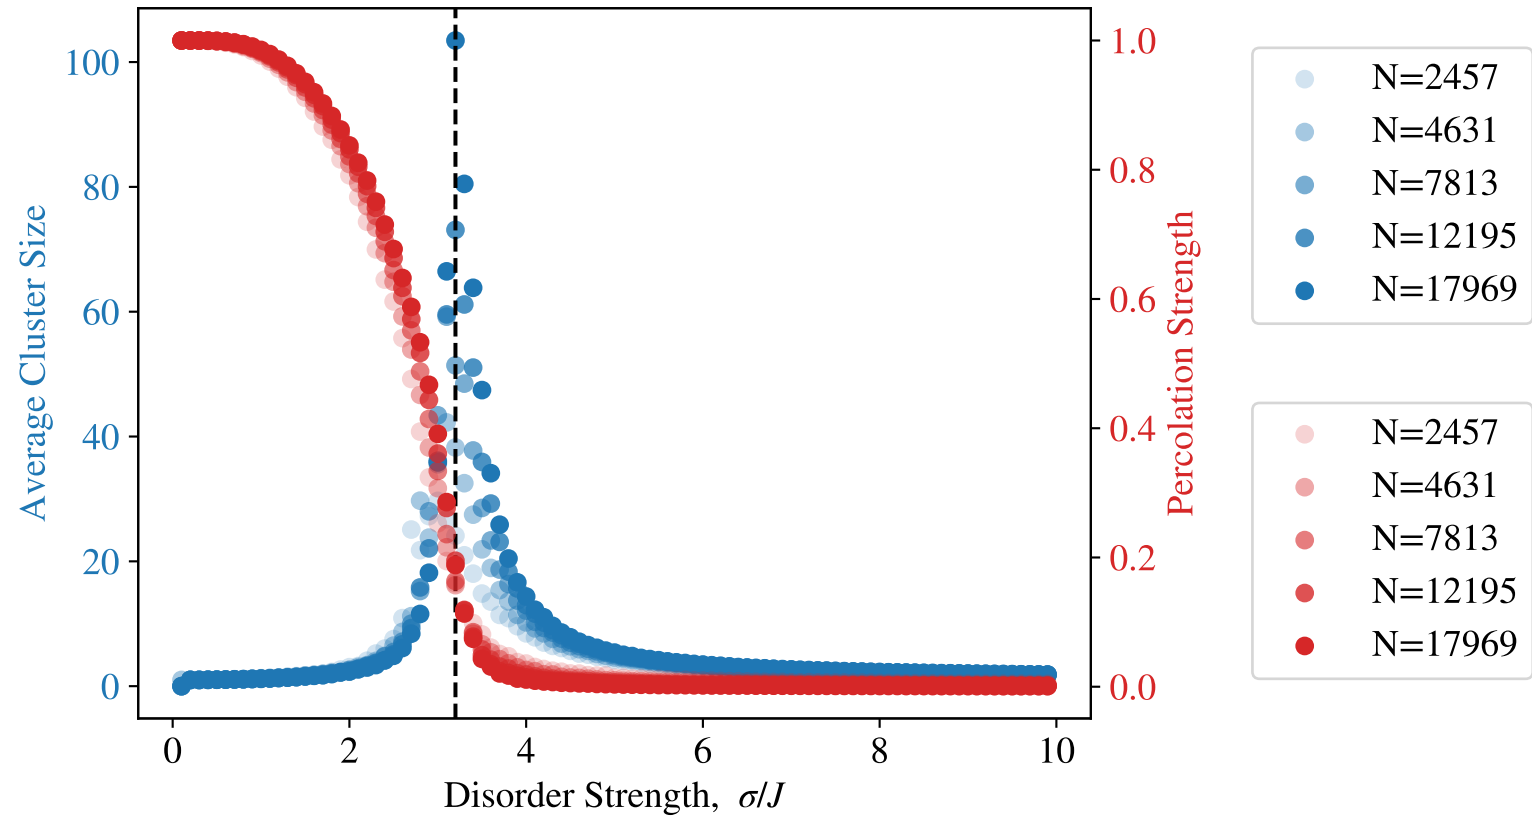 100
80
60
40
20
0
Average Cluster Size
0
2
4
6
8
10
Disorder Strength, σ/J
1.0
0.8
0.6
0.4
0.2
0.0
Percolation Strength
N=2457
N=4631
N=7813
N=12195
N=17969
N=2457
N=4631
N=7813
N=12195
N=17969